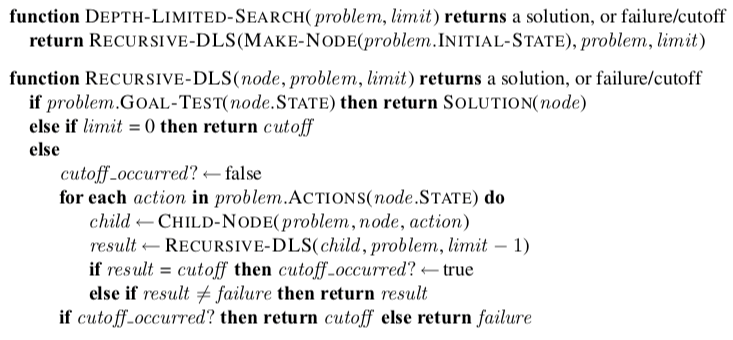 function DEPTH-LIMITED-SEARCH(problem, limit) returns a solution, or failure/cutoff
return RECURSIVE-DLS(MAKE-NODE(problem.INITIAL-STATE), problem, limit)
function RECURSIVE-DLS(node, problem, limit) returns a solution, or failure/cutoff
if problem.GOAL-TEST(node.STATE) then return SOLUTION(node)
else if limit = 0 then return cutoff
else
cutoff_occurred? ← false
for each action in problem.ACTIONS(node.STATE) do
child ← CHILD-NODE(problem, node, action)
result ← RECURSIVE-DLS(child, problem, limit − 1)
if result = cutoff then cutoff_occurred? ← true
else if result ≠ failure then return result
if cutoff_occurred? then return cutoff else return failure